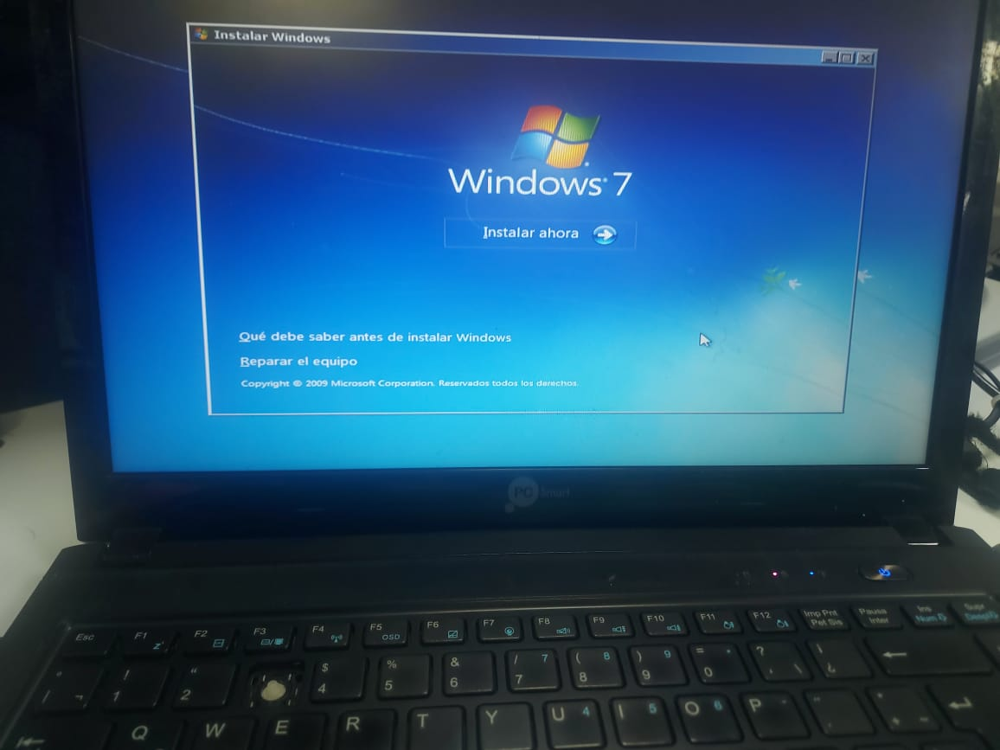 Instalar Windows
Windows 7
Instalar ahora
Qué debe saber antes de instalar Windows
Reparar el equipo
Copyright © 2009 Microsoft Corporation. Reservados todos los derechos.
PC Smart
Esc F1 F2 F3 F4 F5 F6 F7 F8 F9 F10 F11 F12 Imp Pnt Pausa Ins Supr
Z OSD Pet Sis Inter Num
° ! “ $ % & / 7 ( 8 ) 9 = ? \
1 2 4 5 6 7 8 9 0 ' ¿
Q W E R T Y U 4 I 5 O 6 P